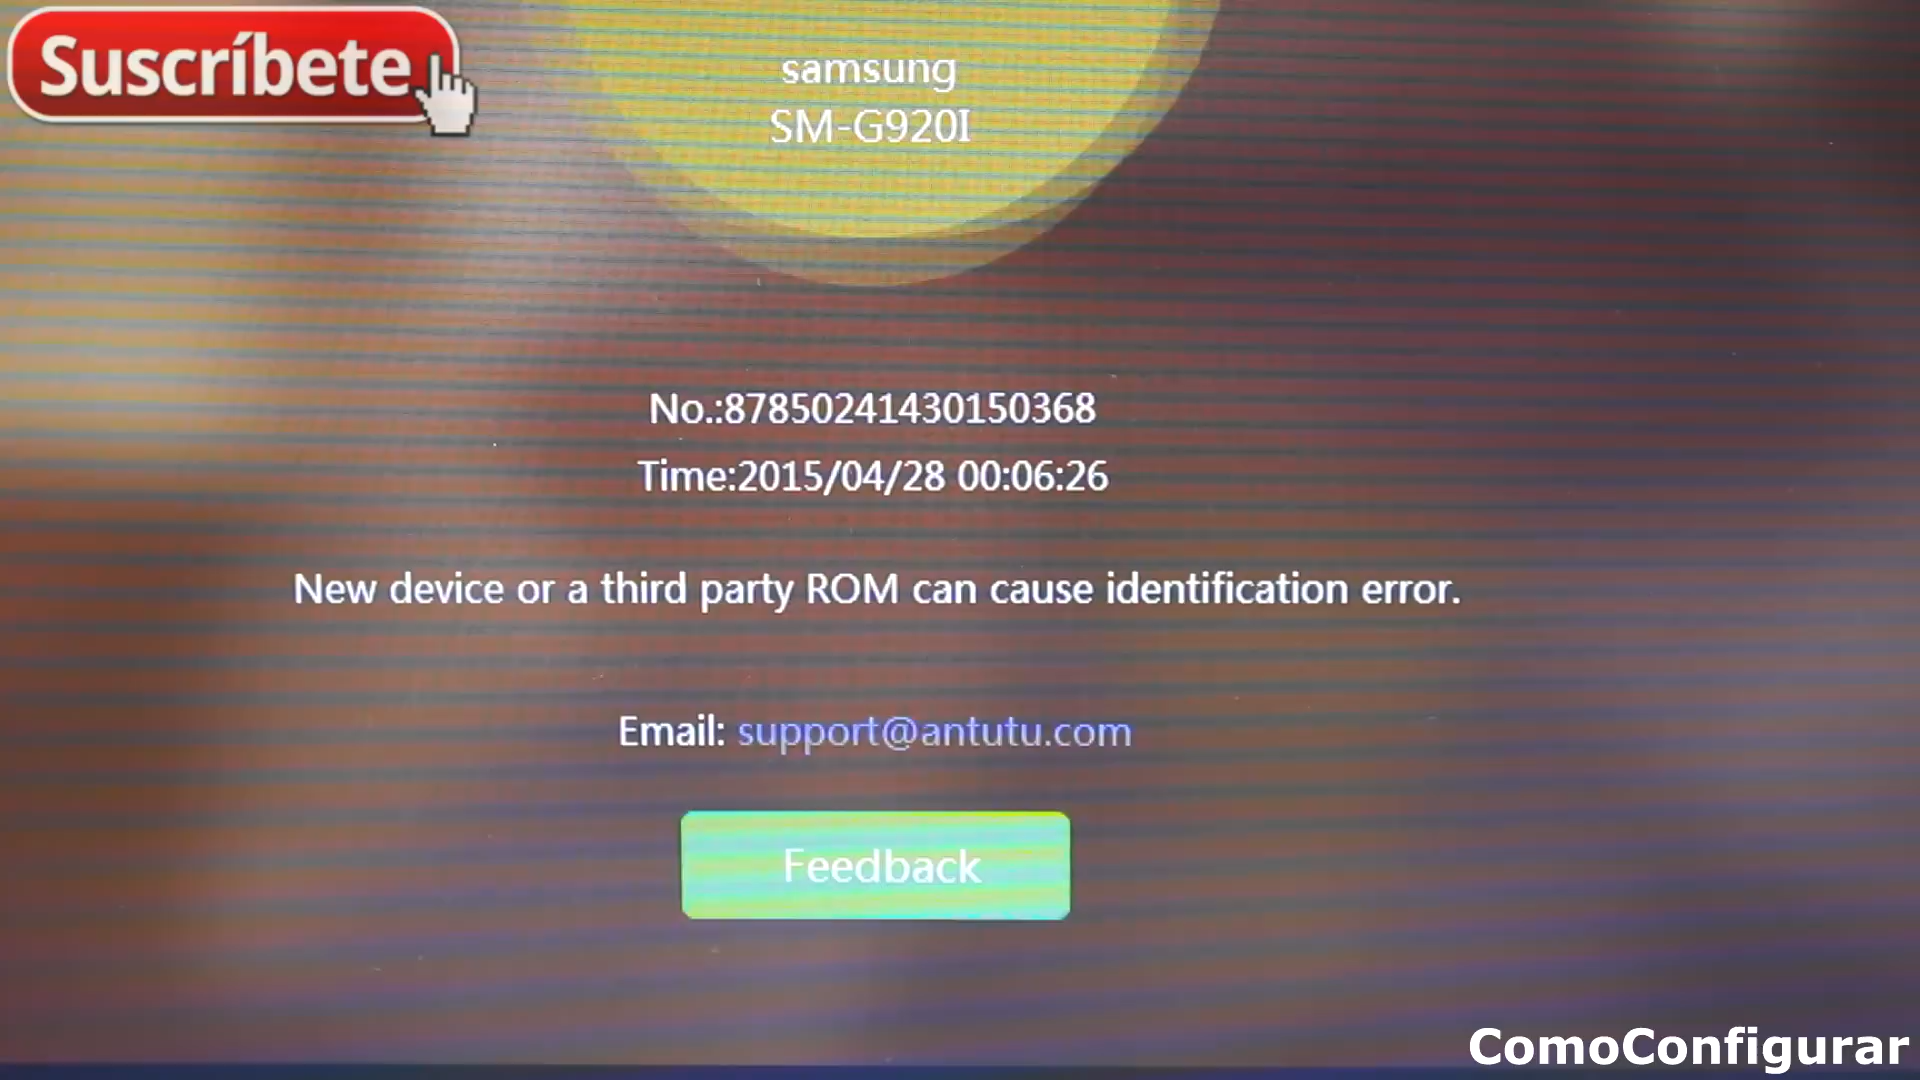 Suscríbete
samsung
SM-G920I
No.:87850241430150368
Time:2015/04/28 00:06:26
New device or a third party ROM can cause identification error.
Email: support@antutu.com
Feedback
ComoConfigurar